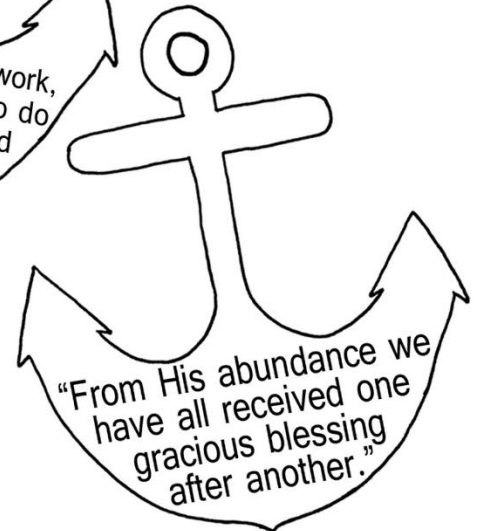 work,
o do
d
“From His abundance we
have all received one
gracious blessing
after another.”